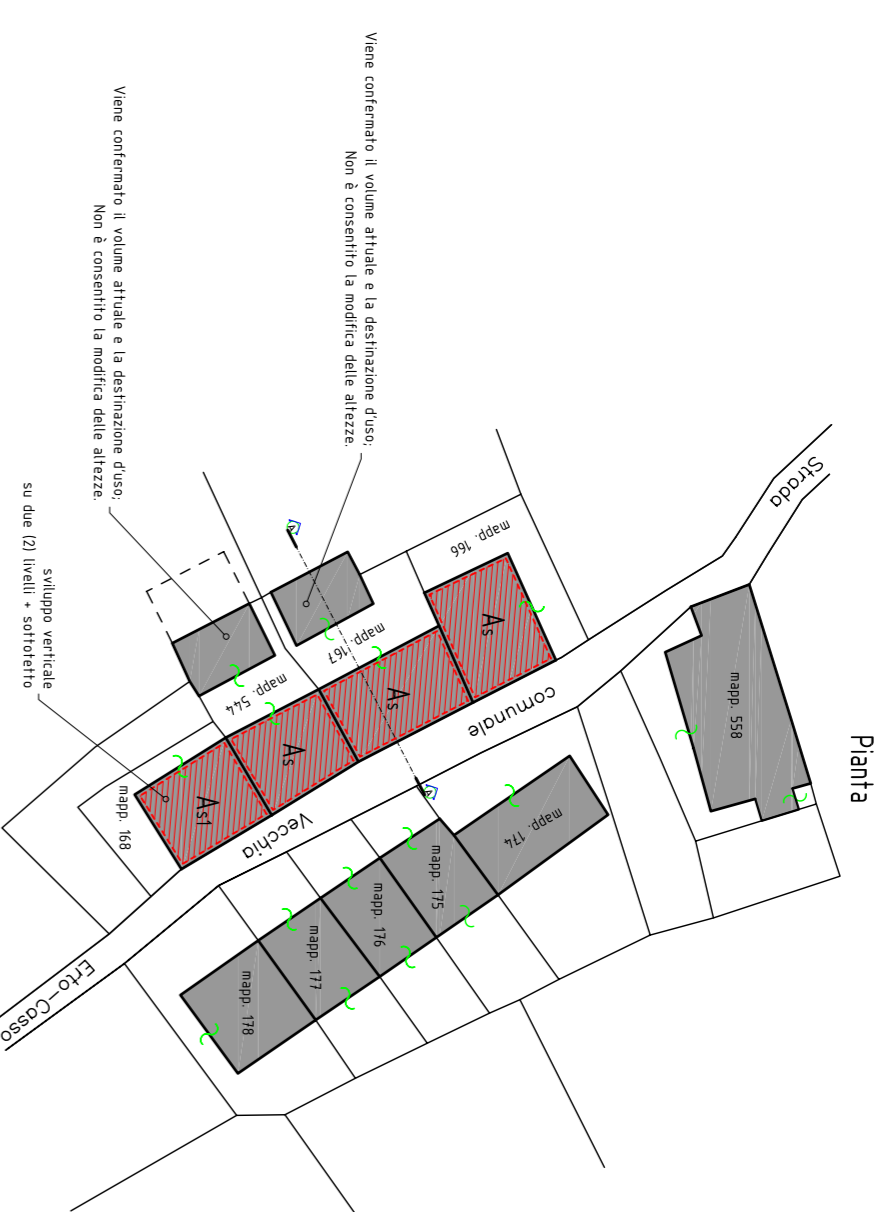 Pianta
Strada
comunale
Vecchia
Erto-Casso
mapp. 558
mapp. 166
As
mapp. 167
As
mapp. 544
As
As1
mapp. 168
mapp. 174
mapp. 175
mapp. 176
mapp. 177
mapp. 178
A
A
Viene confermato il volume attuale e la destinazione d'uso;
Non è consentito la modifica delle altezze.
Viene confermato il volume attuale e la destinazione d'uso;
Non è consentito la modifica delle altezze.
sviluppo verticale
su due (2) livelli + sottotetto